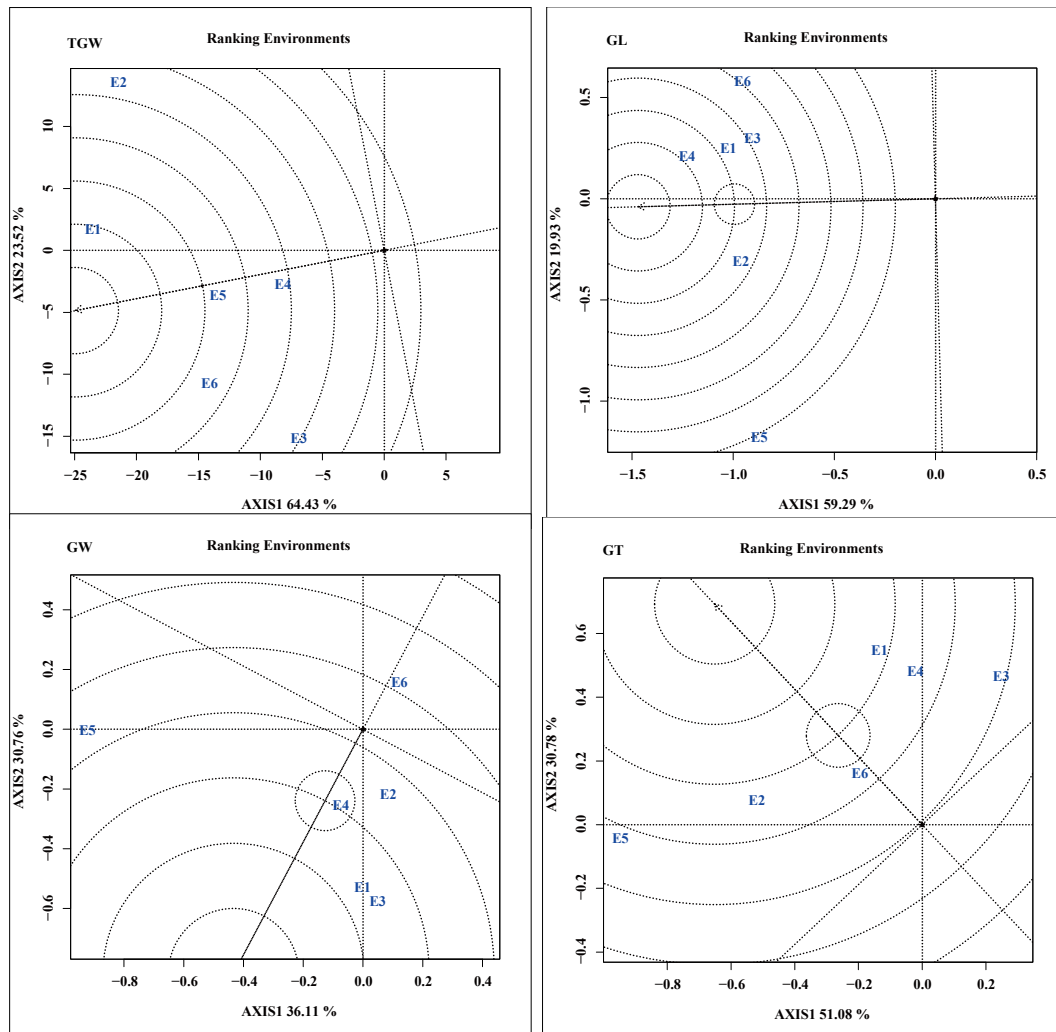 TGW
Ranking Environments
E2
E1
E5
E4
E6
E3
10
5
0
−5
−10
−15
AXIS2 23.52 %
−25 −20 −15 −10 −5 0 5
AXIS1 64.43 %
GL
Ranking Environments
E6
E3
E1
E4
E2
E5
0.5
0.0
−0.5
−1.0
AXIS2 19.93 %
−1.5 −1.0 −0.5 0.0 0.5
AXIS1 59.29 %
GW
Ranking Environments
E6
E5
E2
E4
E1
E3
0.4
0.2
0.0
−0.2
−0.4
−0.6
AXIS2 30.76 %
−0.8 −0.6 −0.4 −0.2 0.0 0.2 0.4
AXIS1 36.11 %
GT
Ranking Environments
E1
E4
E3
E6
E2
E5
0.6
0.4
0.2
0.0
−0.2
−0.4
AXIS2 30.78 %
−0.8 −0.6 −0.4 −0.2 0.0 0.2
AXIS1 51.08 %